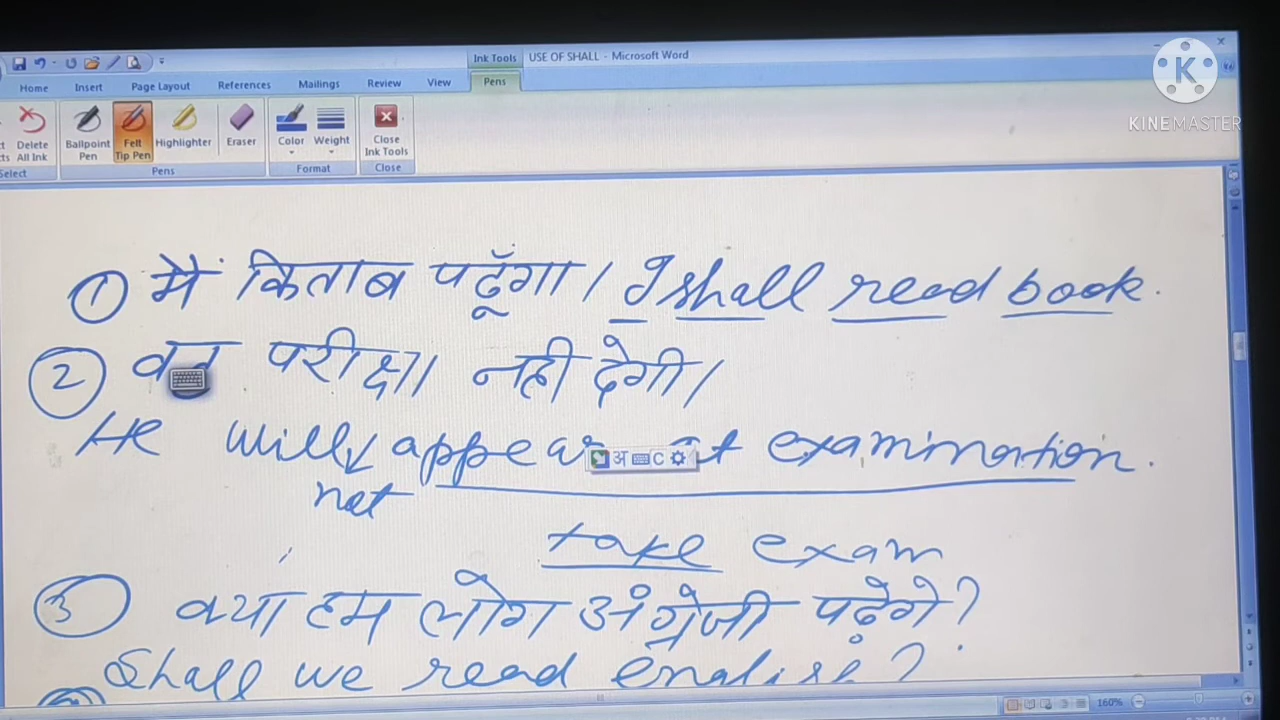 Ink Tools USE OF SHALL - Microsoft Word
Home Insert Page Layout References Mailings Review View Pens
Delete All Ink Ballpoint Pen Felt Tip Pen Highlighter Eraser Color Weight Close Ink Tools
Select Pens Format Close
KINEMASTER
① मैं किताब पढूँगा। I shall read book.
② परीक्षा नही देगी।
He will appear at examination.
not
take exam
③ क्या हम लोग अंग्रेजी पढ़ेगे?
Shall we read english?
160%